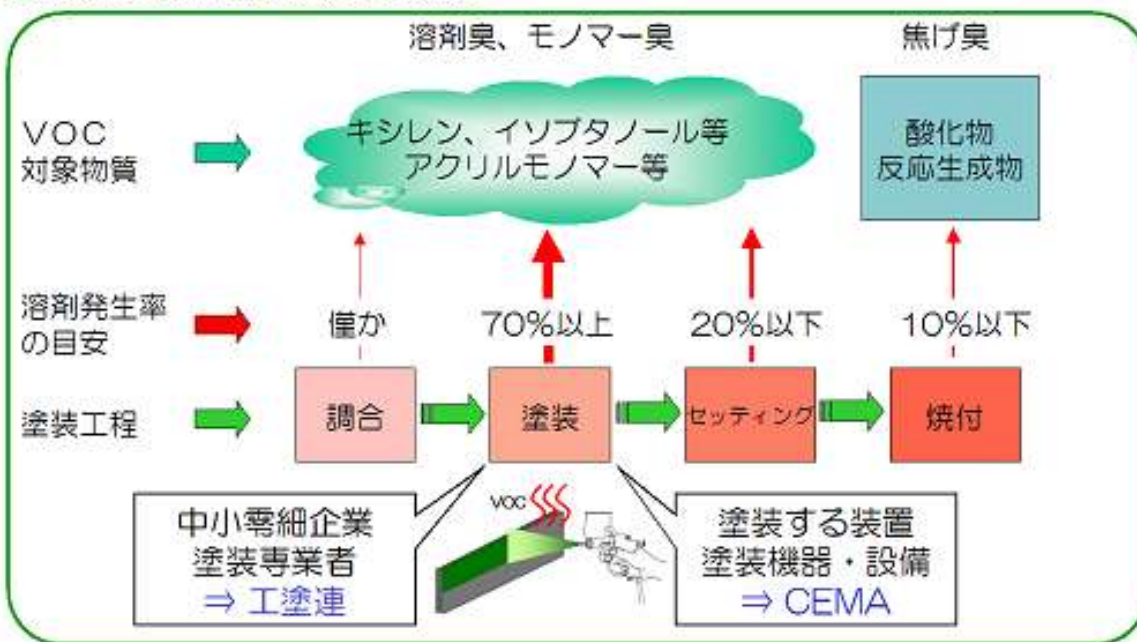 溶剤臭、モノマー臭
焦げ臭
VOC
対象物質
キシレン、イソブタノール等
アクリルモノマー等
酸化物
反応生成物
溶剤発生率
の目安
僅か
70%以上
20%以下
10%以下
塗装工程
調合
塗装
セッティング
焼付
中小零細企業
塗装専業者
⇒ 工塗連
VOC
塗装する装置
塗装機器・設備
⇒ CEMA